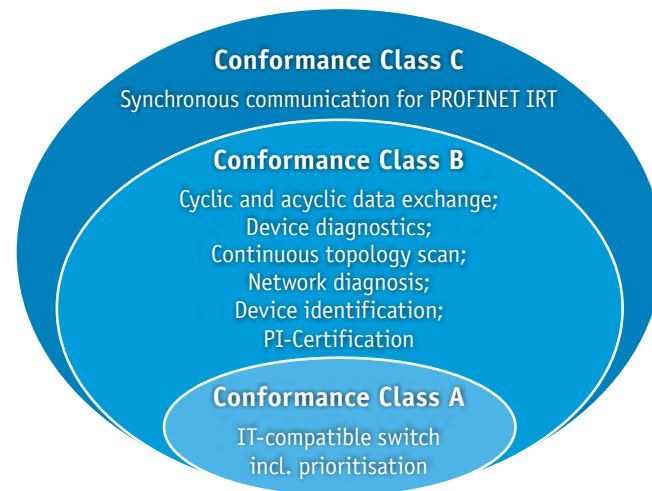 Conformance Class C
Synchronous communication for PROFINET IRT
Conformance Class B
Cyclic and acyclic data exchange;
Device diagnostics;
Continuous topology scan;
Network diagnosis;
Device identification;
PI-Certification
Conformance Class A
IT-compatible switch
incl. prioritisation